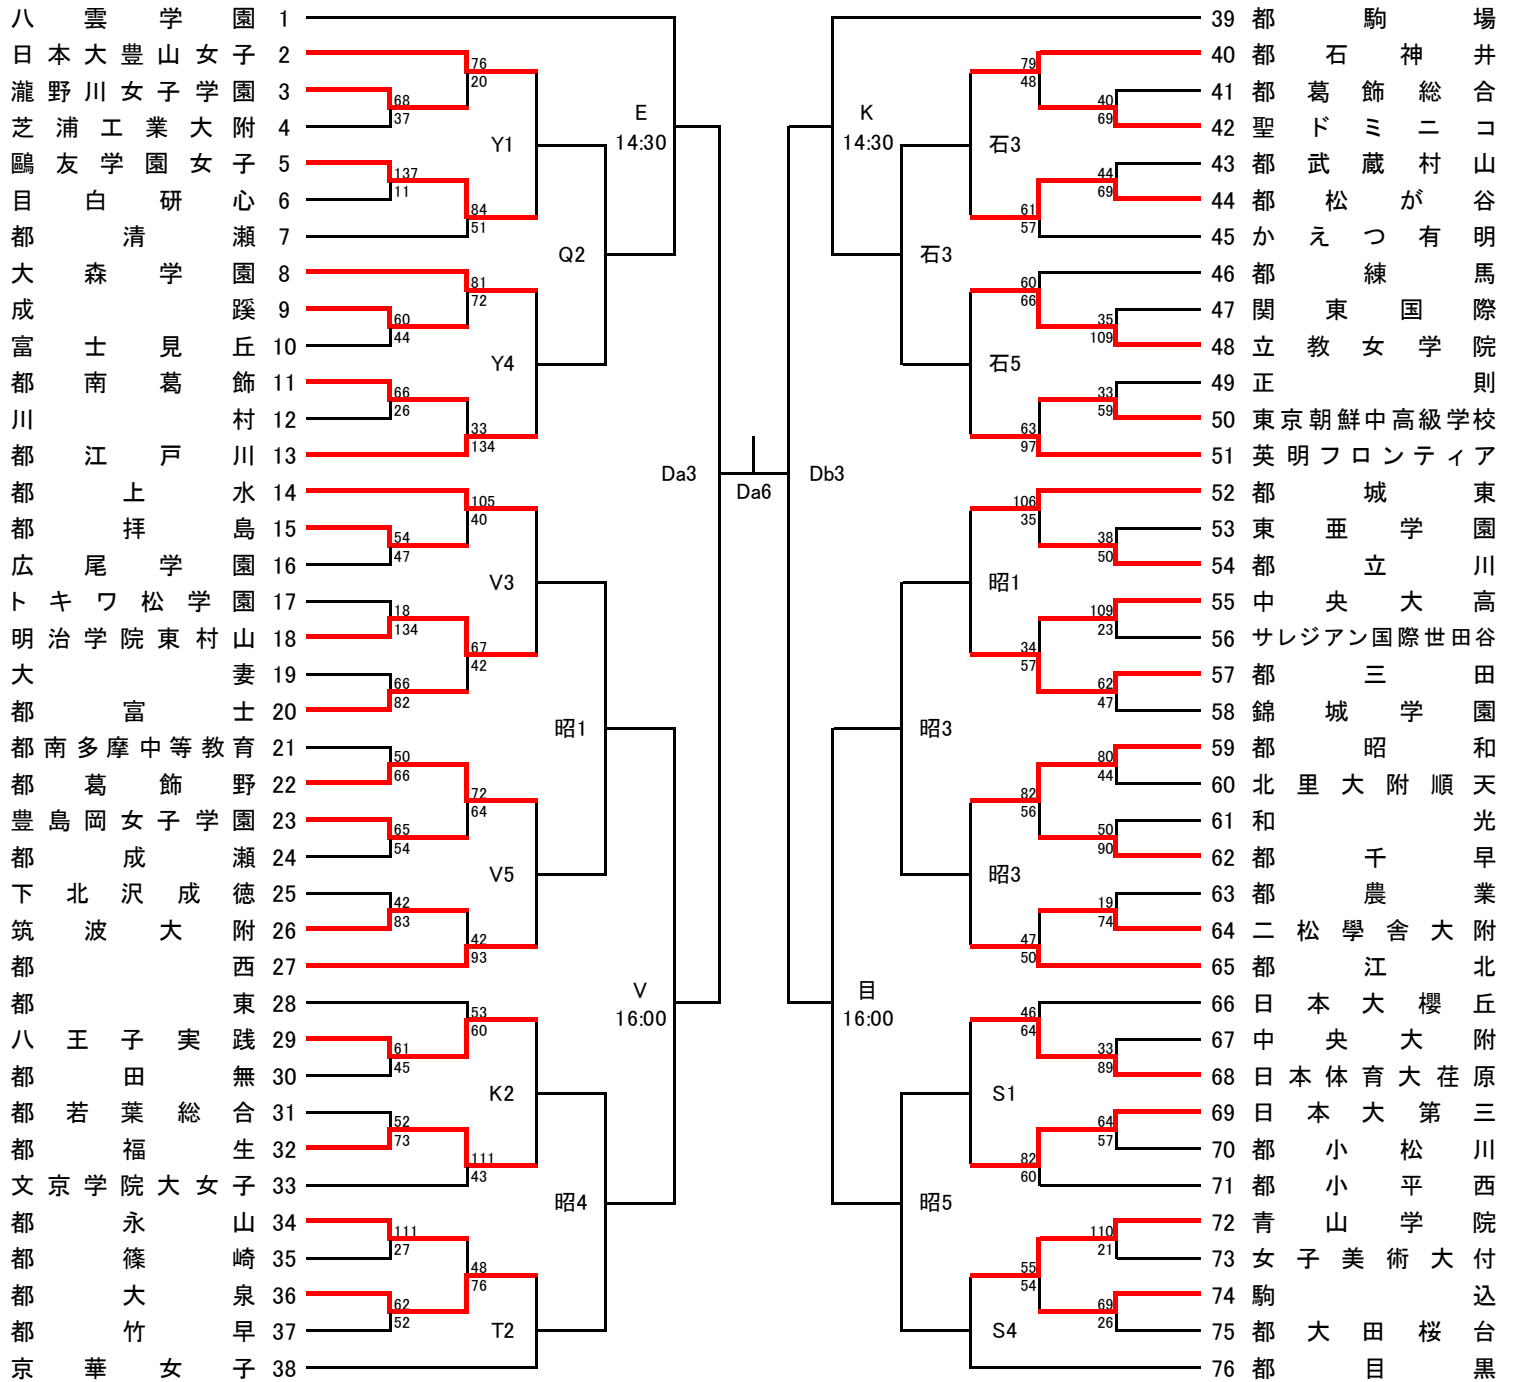 八雲学園 1
日本大豊山女子 2
76
20
瀧野川女子学園 3
68
37
芝浦工業大附 4
Y1
鷗友学園女子 5
137
11
目白研心 6
84
51
都清瀬 7
E
14:30
Q2
大森学園 8
81
72
成蹊 9
60
44
富士見丘 10
Y4
都南葛飾 11
66
26
川村 12
33
134
都江戸川 13
Da3
都上水 14
105
40
都拝島 15
54
47
広尾学園 16
V3
トキワ松学園 17
18
134
明治学院東村山 18
67
42
大妻 19
66
82
都富士 20
昭1
都南多摩中等教育 21
50
66
都葛飾野 22
72
64
豊島岡女子学園 23
65
54
都成瀬 24
V5
下北沢成徳 25
42
83
筑波大附 26
42
93
都西 27
V
16:00
都東 28
53
60
八王子実践 29
61
45
都田無 30
K2
都若葉総合 31
52
73
都福生 32
111
43
文京学院大女子 33
昭4
都永山 34
111
27
都篠崎 35
48
76
都大泉 36
62
52
都竹早 37
T2
京華女子 38
Da6
39 都駒場
40 都石神井
79
48
41 都葛飾総合
40
69
42 聖ドミニコ
石3
43 都武蔵村山
44
69
44 都松が谷
61
57
45 かえつ有明
K
14:30
石3
46 都練馬
60
66
47 関東国際
35
109
48 立教女学院
石5
49 正則
33
59
50 東京朝鮮中高級学校
63
97
51 英明フロンティア
Db3
52 都城東
106
35
53 東亜学園
38
50
54 都立川
昭1
55 中央大高
109
23
56 サレジアン国際世田谷
34
57
57 都三田
62
47
58 錦城学園
昭3
59 都昭和
80
44
60 北里大附順天
82
56
61 和光
50
90
62 都千早
昭3
63 都農業
19
74
64 二松學舎大附
47
50
65 都江北
目
16:00
66 日本大櫻丘
46
64
67 中央大附
33
89
68 日本体育大荏原
S1
69 日本大第三
64
57
70 都小松川
82
60
71 都小平西
昭5
72 青山学院
110
21
73 女子美術大付
55
54
74 駒込
69
26
75 都大田桜台
S4
76 都目黒